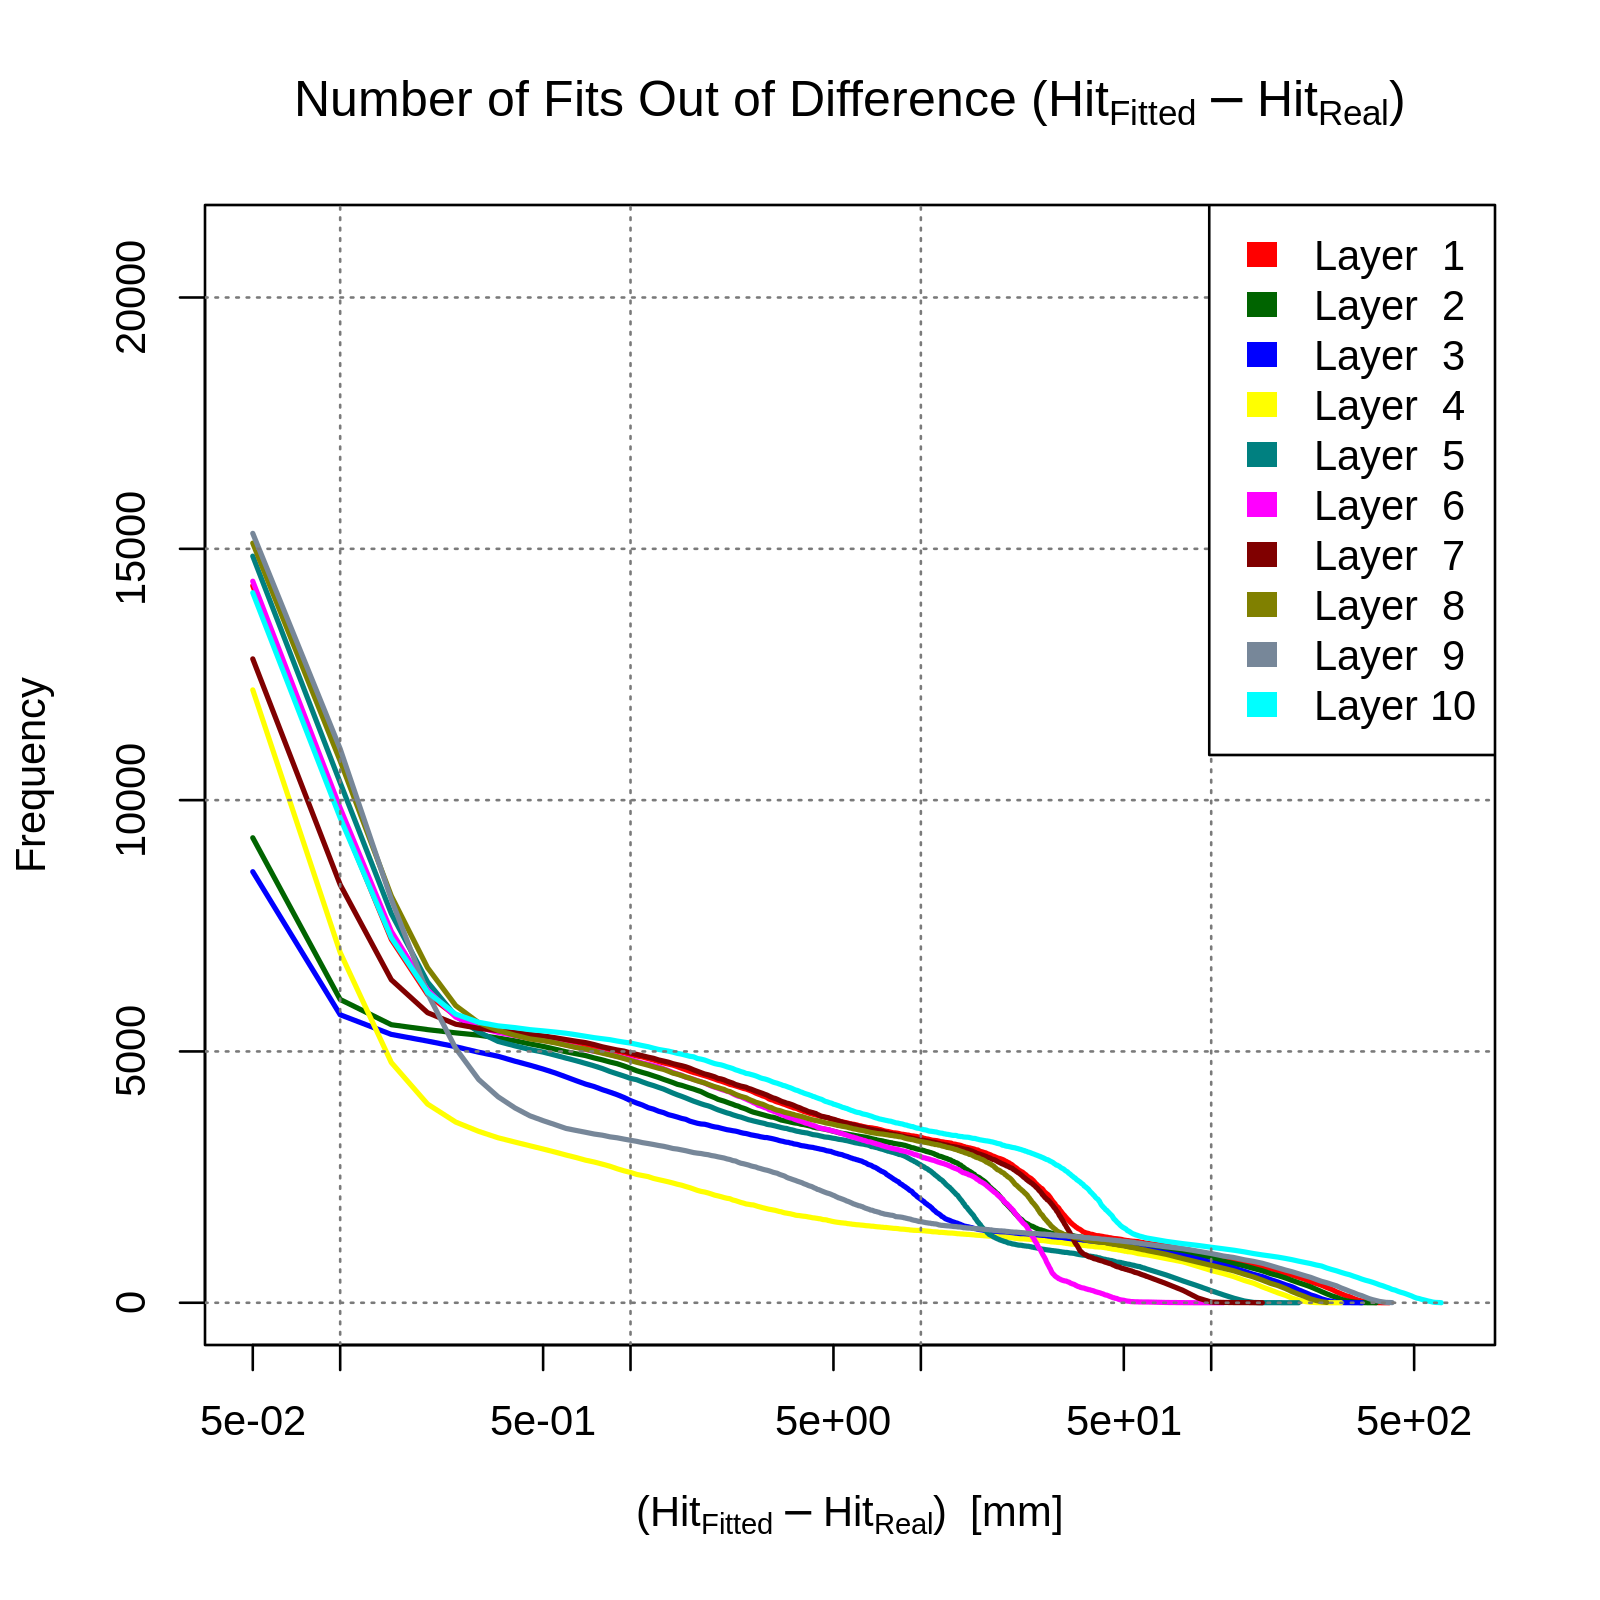 Number of Fits Out of Difference (HitFitted − HitReal)
Layer 1
Layer 2
Layer 3
Layer 4
Layer 5
Layer 6
Layer 7
Layer 8
Layer 9
Layer 10
20000
15000
10000
5000
0
Frequency
5e-02 5e-01 5e+00 5e+01 5e+02
(HitFitted − HitReal) [mm]